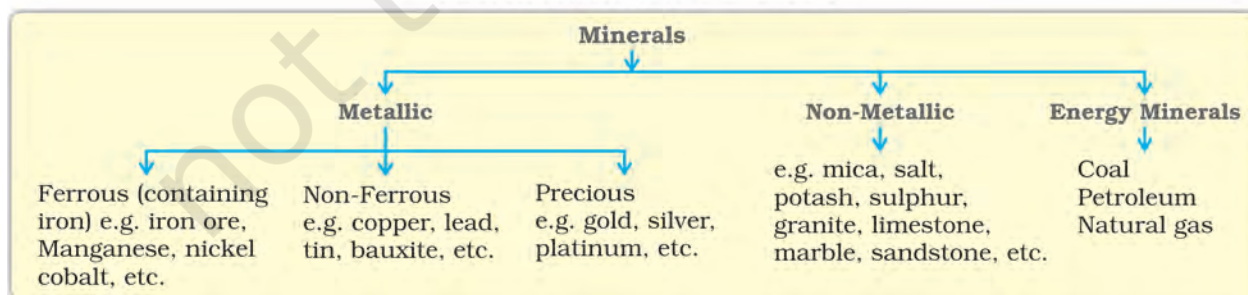 Minerals
Metallic
Non-Metallic
Energy Minerals
Ferrous (containing
iron) e.g. iron ore,
Manganese, nickel
cobalt, etc.
Non-Ferrous
e.g. copper, lead,
tin, bauxite, etc.
Precious
e.g. gold, silver,
platinum, etc.
e.g. mica, salt,
potash, sulphur,
granite, limestone,
marble, sandstone, etc.
Coal
Petroleum
Natural gas
not